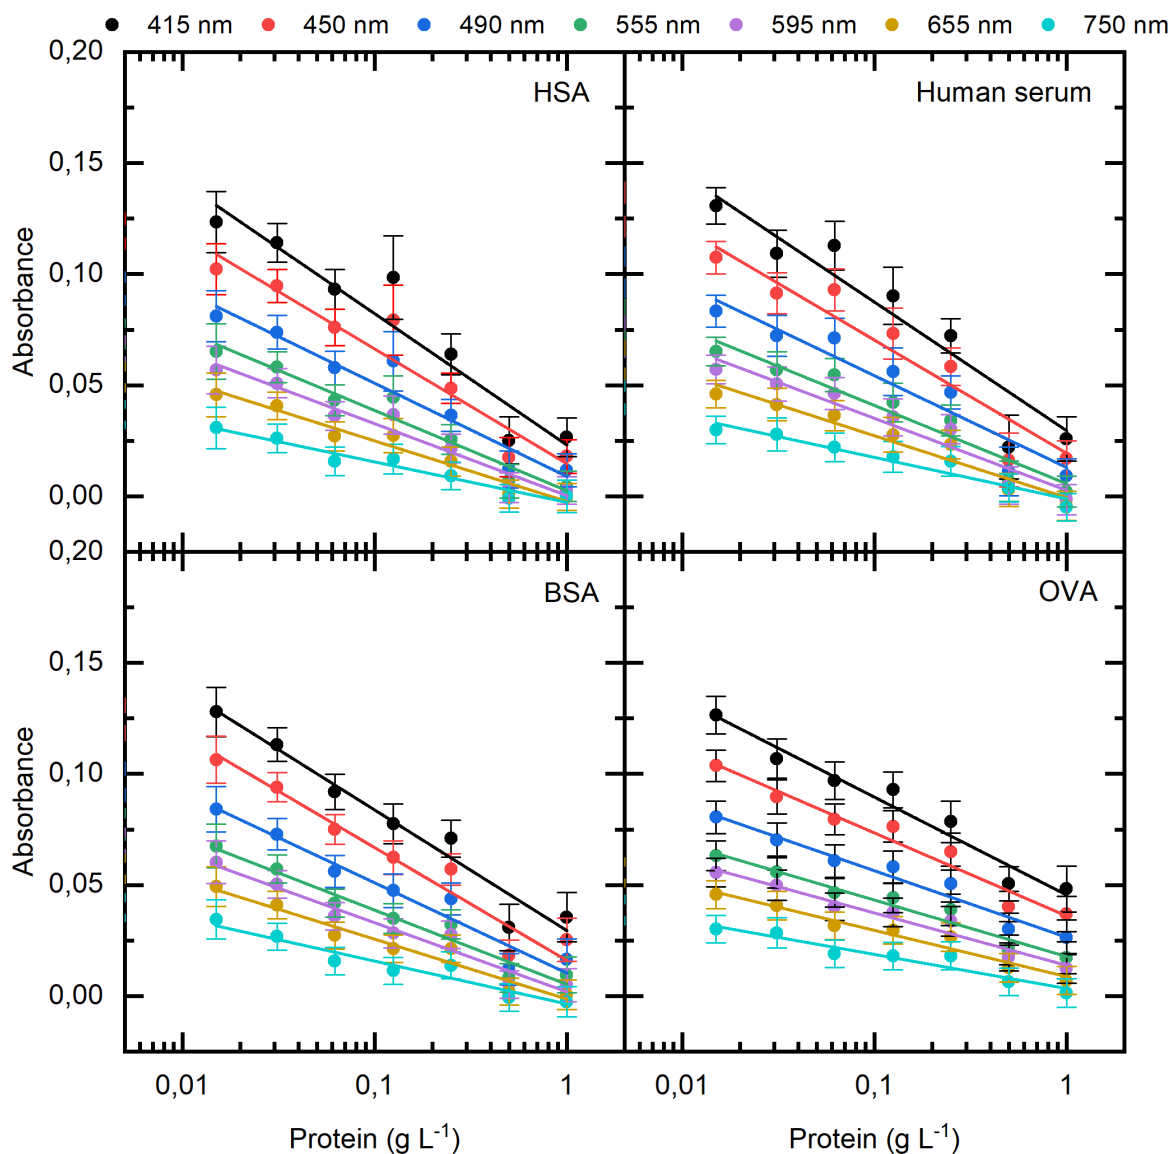 415 nm 450 nm 490 nm 555 nm 595 nm 655 nm 750 nm
0,20
HSA
Human serum
0,15
Absorbance
0,10
0,05
0,00
0,20
BSA
OVA
0,15
Absorbance
0,10
0,05
0,00
0,01 0,1 1
0,01 0,1 1
Protein (g L⁻¹)
Protein (g L⁻¹)